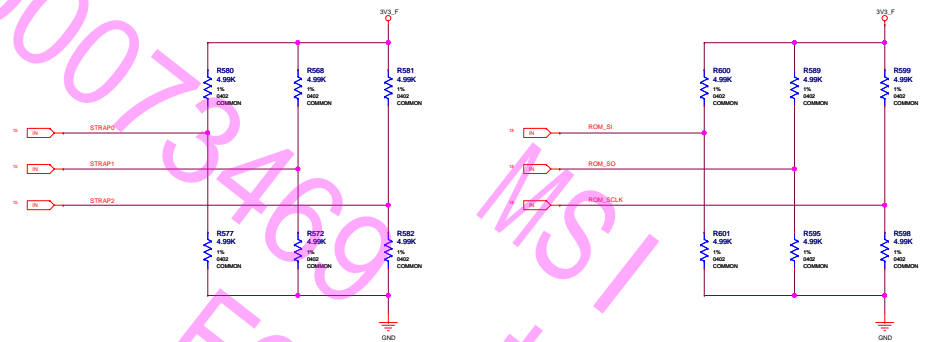 3V3_F
R580
4.99K
1%
0402
COMMON
R568
4.99K
1%
0402
COMMON
R581
4.99K
1%
0402
COMMON
IN
STRAP0
IN
STRAP1
IN
STRAP2
R577
4.99K
1%
0402
COMMON
R572
4.99K
1%
0402
COMMON
R582
4.99K
1%
0402
COMMON
GND
3V3_F
R600
4.99K
1%
0402
COMMON
R589
4.99K
1%
0402
COMMON
R599
4.99K
1%
0402
COMMON
IN
ROM_SI
IN
ROM_SO
IN
ROM_SCLK
R601
4.99K
1%
0402
COMMON
R595
4.99K
1%
0402
COMMON
R598
4.99K
1%
0402
COMMON
GND
00073469
MSI